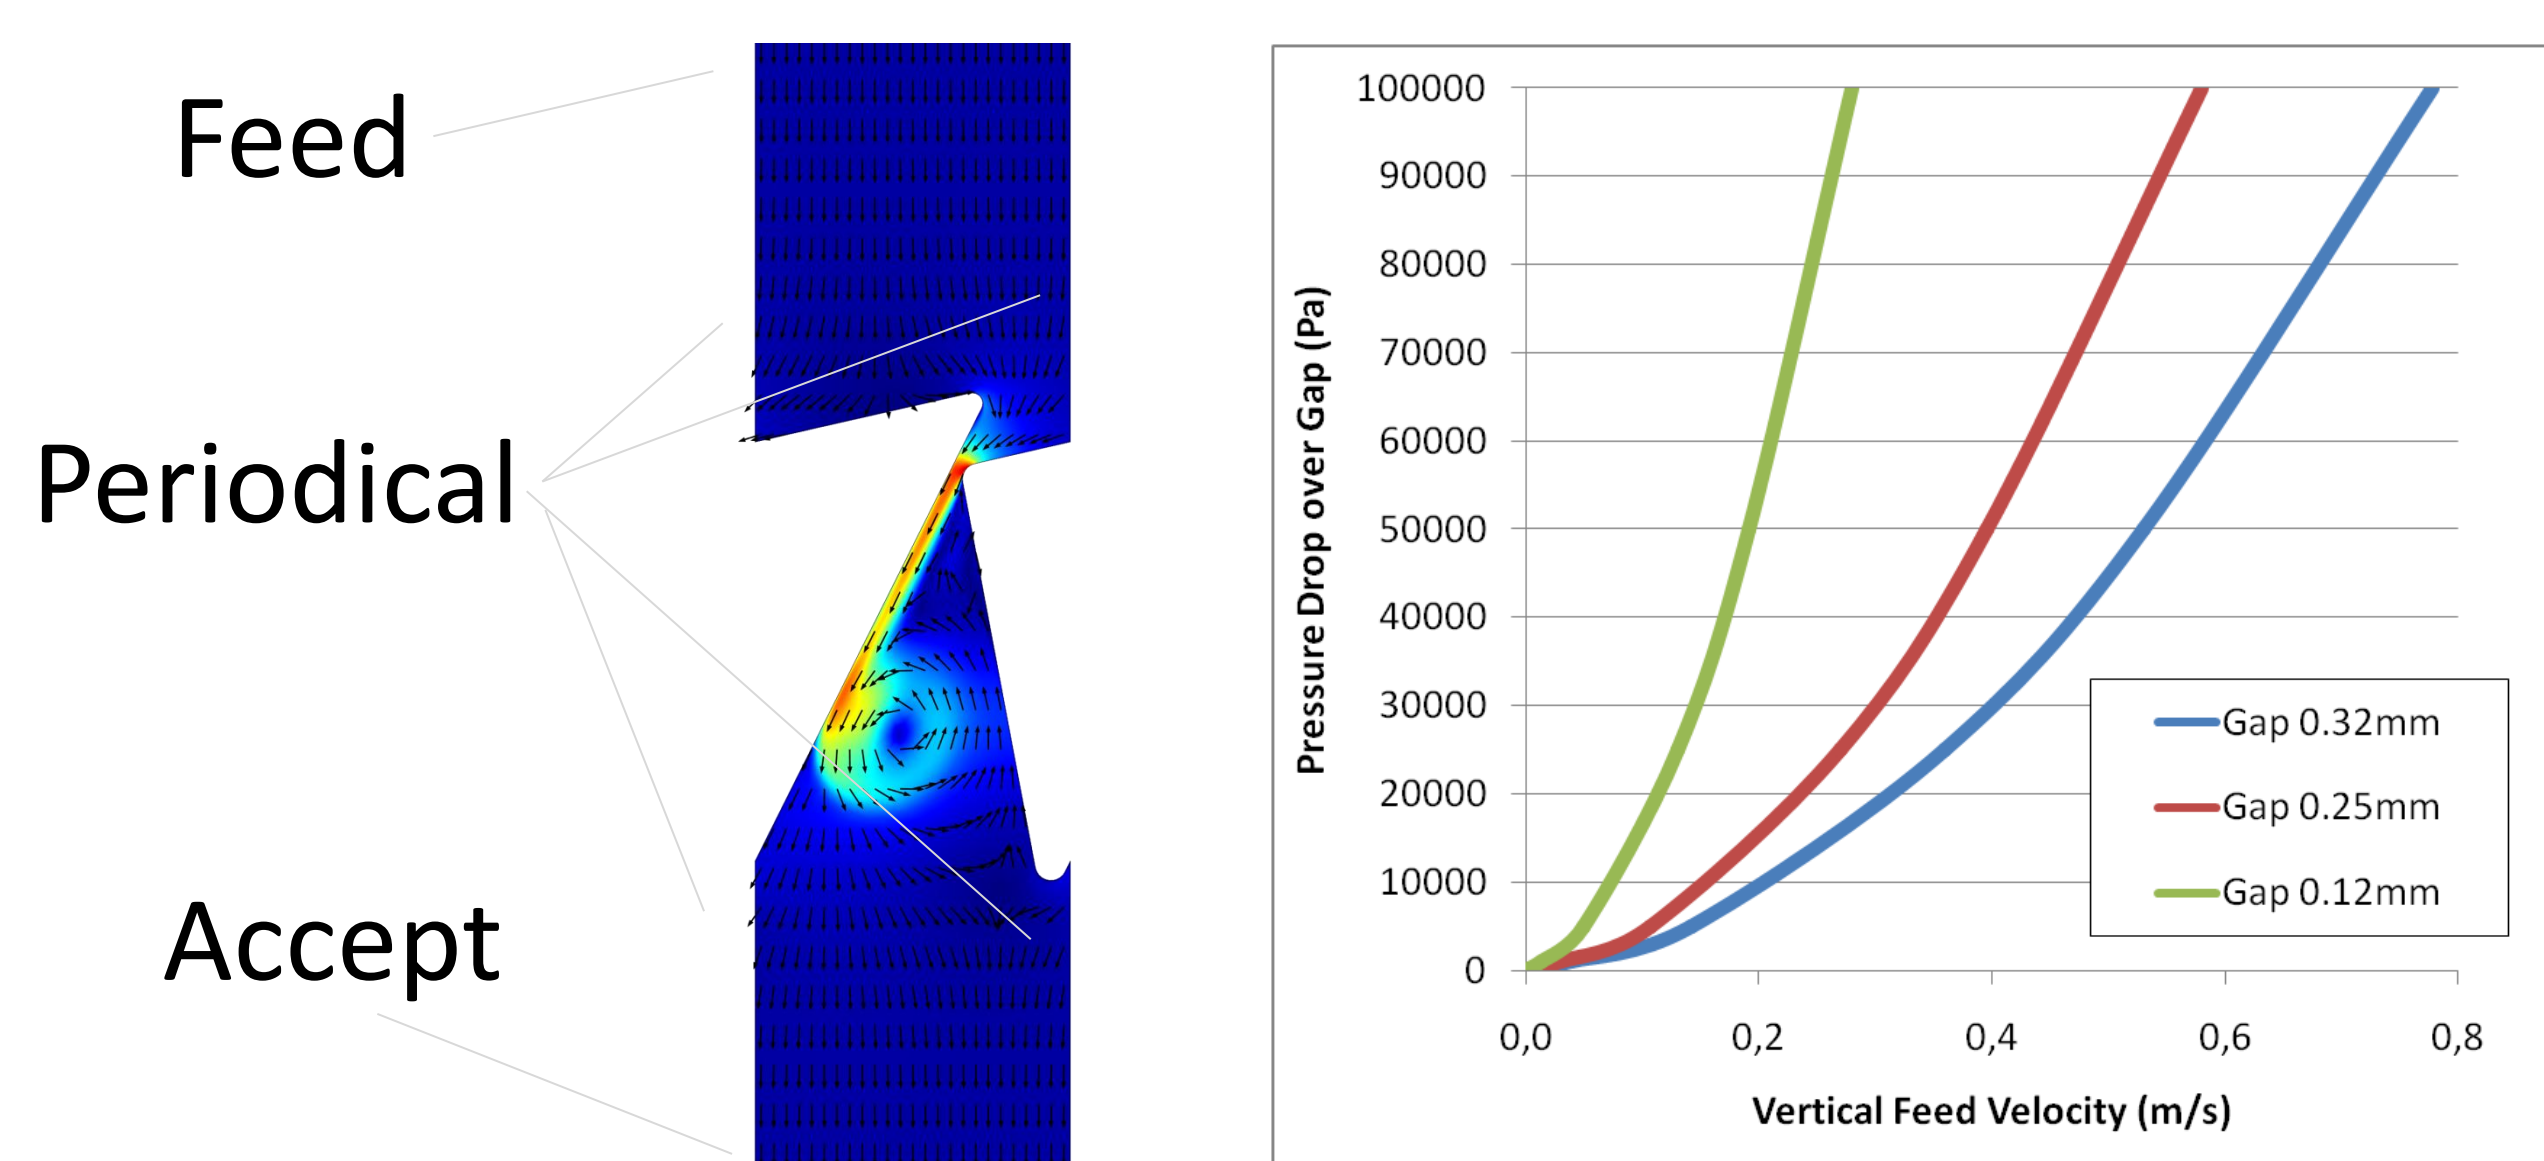 Feed
Periodical
Accept
Pressure Drop over Gap (Pa)
100000
90000
80000
70000
60000
50000
40000
30000
20000
10000
0
0,0 0,2 0,4 0,6 0,8
Vertical Feed Velocity (m/s)
Gap 0.32mm
Gap 0.25mm
Gap 0.12mm